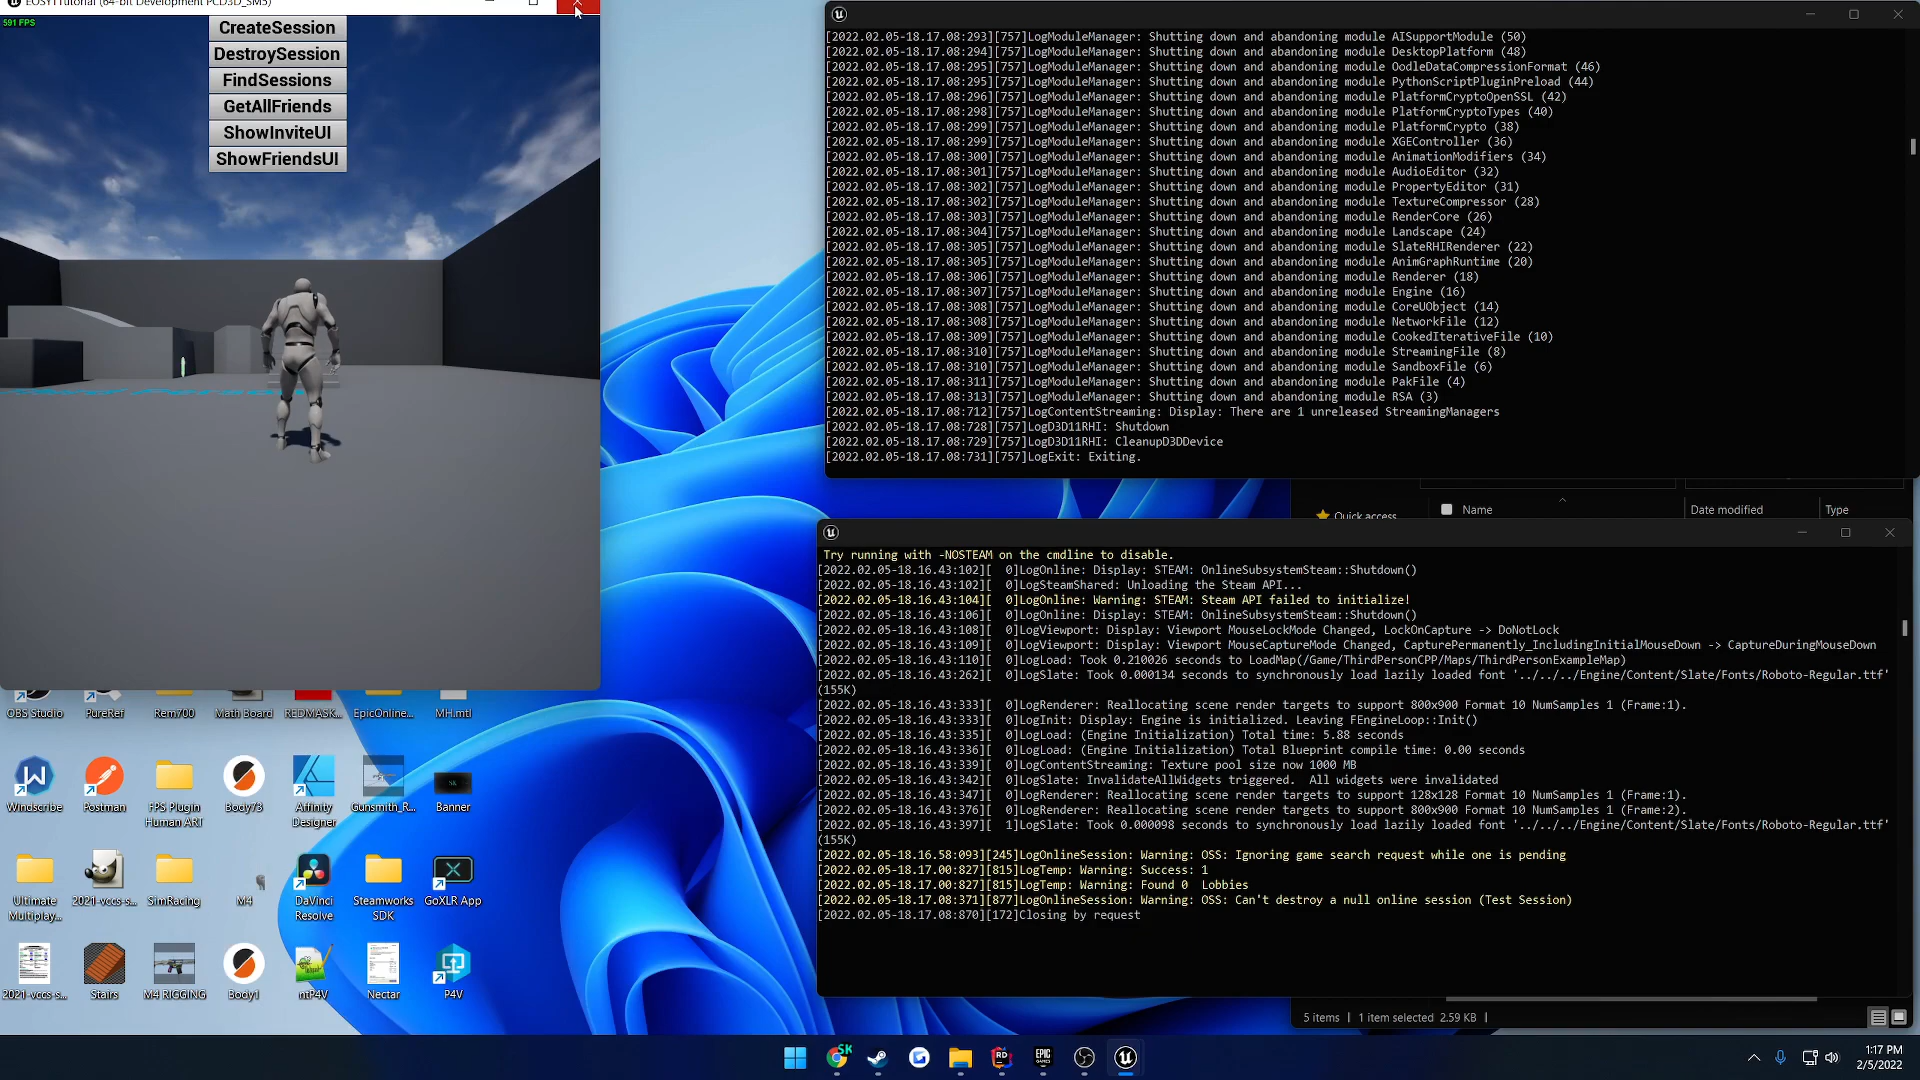 EOSYTTutorial (64-bit Development PCD3D_SM5)
591 FPS
CreateSession
DestroySession
FindSessions
GetAllFriends
ShowInviteUI
ShowFriendsUI
[2022.02.05-18.17.08:293][757]LogModuleManager: Shutting down and abandoning module AISupportModule (50)
[2022.02.05-18.17.08:294][757]LogModuleManager: Shutting down and abandoning module DesktopPlatform (48)
[2022.02.05-18.17.08:295][757]LogModuleManager: Shutting down and abandoning module OodleDataCompressionFormat (46)
[2022.02.05-18.17.08:295][757]LogModuleManager: Shutting down and abandoning module PythonScriptPluginPreload (44)
[2022.02.05-18.17.08:296][757]LogModuleManager: Shutting down and abandoning module PlatformCryptoOpenSSL (42)
[2022.02.05-18.17.08:298][757]LogModuleManager: Shutting down and abandoning module PlatformCryptoTypes (40)
[2022.02.05-18.17.08:299][757]LogModuleManager: Shutting down and abandoning module PlatformCrypto (38)
[2022.02.05-18.17.08:299][757]LogModuleManager: Shutting down and abandoning module XGEController (36)
[2022.02.05-18.17.08:300][757]LogModuleManager: Shutting down and abandoning module AnimationModifiers (34)
[2022.02.05-18.17.08:301][757]LogModuleManager: Shutting down and abandoning module AudioEditor (32)
[2022.02.05-18.17.08:302][757]LogModuleManager: Shutting down and abandoning module PropertyEditor (31)
[2022.02.05-18.17.08:302][757]LogModuleManager: Shutting down and abandoning module TextureCompressor (28)
[2022.02.05-18.17.08:303][757]LogModuleManager: Shutting down and abandoning module RenderCore (26)
[2022.02.05-18.17.08:304][757]LogModuleManager: Shutting down and abandoning module Landscape (24)
[2022.02.05-18.17.08:305][757]LogModuleManager: Shutting down and abandoning module SlateRHIRenderer (22)
[2022.02.05-18.17.08:305][757]LogModuleManager: Shutting down and abandoning module AnimGraphRuntime (20)
[2022.02.05-18.17.08:306][757]LogModuleManager: Shutting down and abandoning module Renderer (18)
[2022.02.05-18.17.08:307][757]LogModuleManager: Shutting down and abandoning module Engine (16)
[2022.02.05-18.17.08:308][757]LogModuleManager: Shutting down and abandoning module CoreUObject (14)
[2022.02.05-18.17.08:308][757]LogModuleManager: Shutting down and abandoning module NetworkFile (12)
[2022.02.05-18.17.08:309][757]LogModuleManager: Shutting down and abandoning module CookedIterativeFile (10)
[2022.02.05-18.17.08:310][757]LogModuleManager: Shutting down and abandoning module StreamingFile (8)
[2022.02.05-18.17.08:310][757]LogModuleManager: Shutting down and abandoning module SandboxFile (6)
[2022.02.05-18.17.08:311][757]LogModuleManager: Shutting down and abandoning module PakFile (4)
[2022.02.05-18.17.08:313][757]LogModuleManager: Shutting down and abandoning module RSA (3)
[2022.02.05-18.17.08:712][757]LogContentStreaming: Display: There are 1 unreleased StreamingManagers
[2022.02.05-18.17.08:728][757]LogD3D11RHI: Shutdown
[2022.02.05-18.17.08:729][757]LogD3D11RHI: CleanupD3DDevice
[2022.02.05-18.17.08:731][757]LogExit: Exiting.
Quick access Name Date modified Type
Try running with -NOSTEAM on the cmdline to disable.
[2022.02.05-18.16.43:102][  0]LogOnline: Display: STEAM: OnlineSubsystemSteam::Shutdown()
[2022.02.05-18.16.43:102][  0]LogSteamShared: Unloading the Steam API...
[2022.02.05-18.16.43:104][  0]LogOnline: Warning: STEAM: Steam API failed to initialize!
[2022.02.05-18.16.43:106][  0]LogOnline: Display: STEAM: OnlineSubsystemSteam::Shutdown()
[2022.02.05-18.16.43:108][  0]LogViewport: Display: Viewport MouseLockMode Changed, LockOnCapture -> DoNotLock
[2022.02.05-18.16.43:109][  0]LogViewport: Display: Viewport MouseCaptureMode Changed, CapturePermanently_IncludingInitialMouseDown -> CaptureDuringMouseDown
[2022.02.05-18.16.43:110][  0]LogLoad: Took 0.210026 seconds to LoadMap(/Game/ThirdPersonCPP/Maps/ThirdPersonExampleMap)
[2022.02.05-18.16.43:262][  0]LogSlate: Took 0.000134 seconds to synchronously load lazily loaded font '../../../Engine/Content/Slate/Fonts/Roboto-Regular.ttf'
(155K)
[2022.02.05-18.16.43:333][  0]LogRenderer: Reallocating scene render targets to support 800x900 Format 10 NumSamples 1 (Frame:1).
[2022.02.05-18.16.43:333][  0]LogInit: Display: Engine is initialized. Leaving FEngineLoop::Init()
[2022.02.05-18.16.43:335][  0]LogLoad: (Engine Initialization) Total time: 5.88 seconds
[2022.02.05-18.16.43:336][  0]LogLoad: (Engine Initialization) Total Blueprint compile time: 0.00 seconds
[2022.02.05-18.16.43:339][  0]LogContentStreaming: Texture pool size now 1000 MB
[2022.02.05-18.16.43:342][  0]LogSlate: InvalidateAllWidgets triggered.  All widgets were invalidated
[2022.02.05-18.16.43:347][  0]LogRenderer: Reallocating scene render targets to support 128x128 Format 10 NumSamples 1 (Frame:1).
[2022.02.05-18.16.43:376][  0]LogRenderer: Reallocating scene render targets to support 800x900 Format 10 NumSamples 1 (Frame:2).
[2022.02.05-18.16.43:397][  1]LogSlate: Took 0.000098 seconds to synchronously load lazily loaded font '../../../Engine/Content/Slate/Fonts/Roboto-Regular.ttf'
(155K)
[2022.02.05-18.16.58:093][245]LogOnlineSession: Warning: OSS: Ignoring game search request while one is pending
[2022.02.05-18.17.00:827][815]LogTemp: Warning: Success: 1
[2022.02.05-18.17.00:827][815]LogTemp: Warning: Found 0  Lobbies
[2022.02.05-18.17.08:371][877]LogOnlineSession: Warning: OSS: Can't destroy a null online session (Test Session)
[2022.02.05-18.17.08:870][172]Closing by request
OBS Studio PureRef Rem700 Math Board REDMASK... EpicOnline... MH.mtl
Windscribe Postman FPS Plugin Human ART Body73 Affinity Designer Gunsmith_R... Banner
Ultimate Multiplay... 2021-vccs-s... SimRacing M4 DaVinci Resolve Steamworks SDK GoXLR App
2021-vccs-s... Stairs M4 RIGGING Body1 ntP4V Nectar P4V
5 items 1 item selected 2.59 KB
SK
RD
EPIC GAMES
1:17 PM
2/5/2022